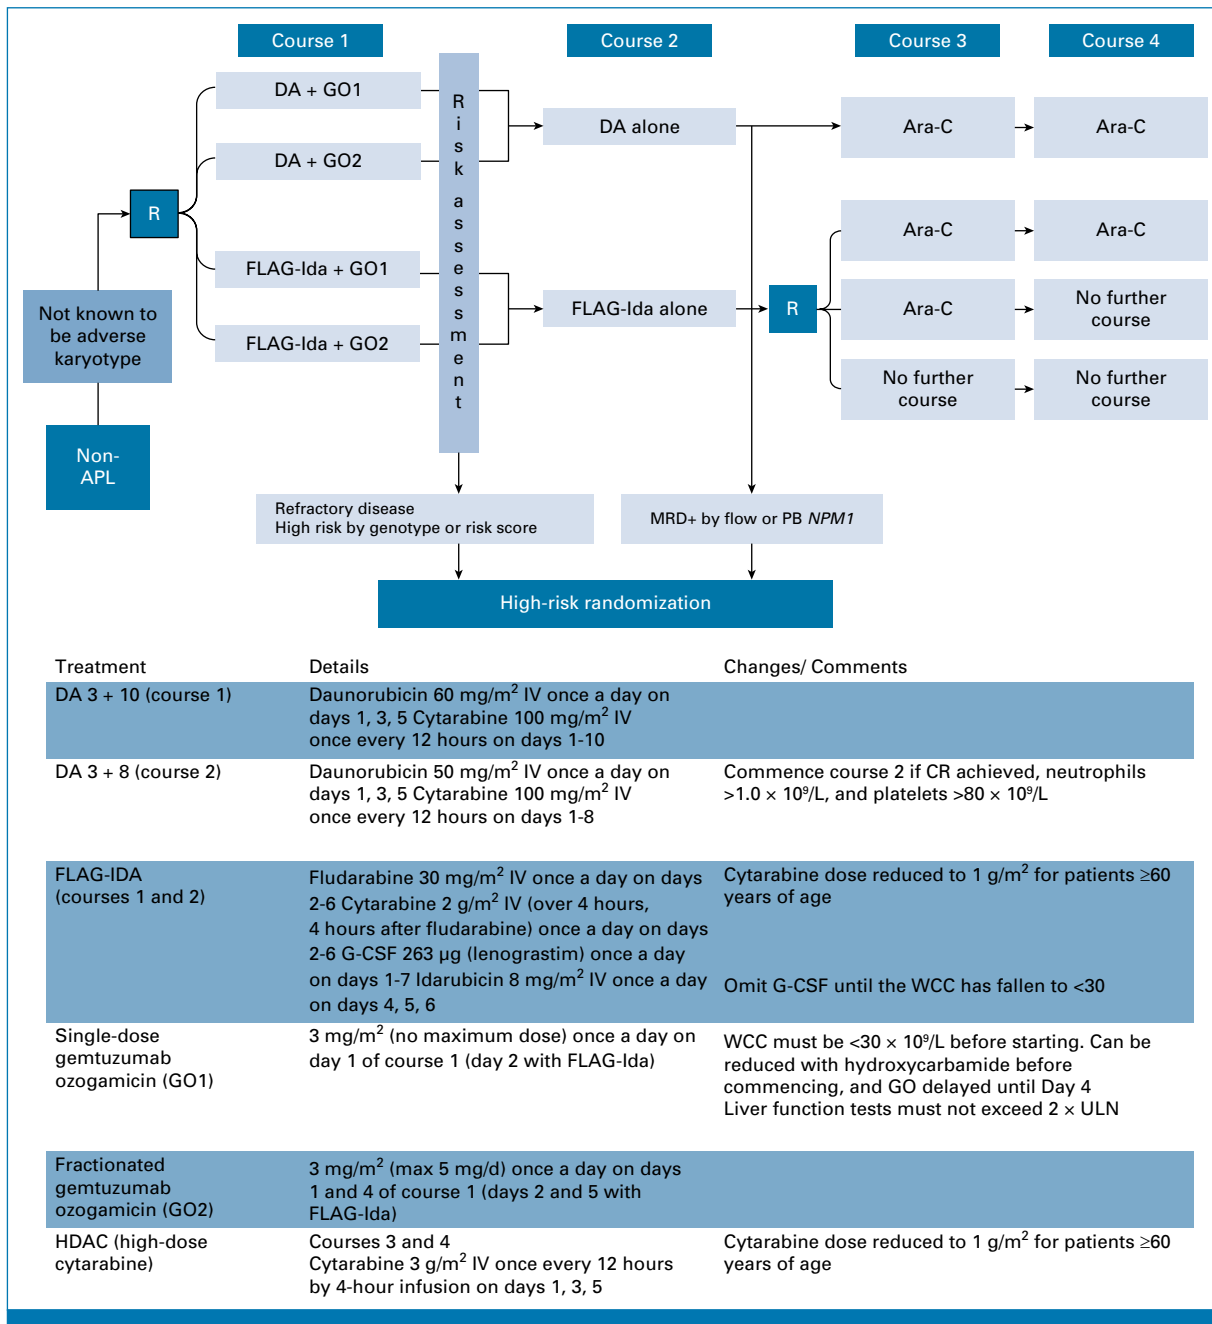 Course 1
Course 2
Course 3
Course 4
DA + GO1
DA + GO2
R
FLAG-Ida + GO1
FLAG-Ida + GO2
Not known to
be adverse
karyotype
Non-
APL
Risk assessment
DA alone
FLAG-Ida alone
R
Ara-C
Ara-C
Ara-C
Ara-C
Ara-C
No further
course
No further
course
No further
course
Refractory disease
High risk by genotype or risk score
MRD+ by flow or PB NPM1
High-risk randomization
Treatment
Details
Changes/ Comments
DA 3 + 10 (course 1)
Daunorubicin 60 mg/m² IV once a day on
days 1, 3, 5 Cytarabine 100 mg/m² IV
once every 12 hours on days 1-10
DA 3 + 8 (course 2)
Daunorubicin 50 mg/m² IV once a day on
days 1, 3, 5 Cytarabine 100 mg/m² IV
once every 12 hours on days 1-8
Commence course 2 if CR achieved, neutrophils
>1.0 × 10⁹/L, and platelets >80 × 10⁹/L
FLAG-IDA
(courses 1 and 2)
Fludarabine 30 mg/m² IV once a day on days
2-6 Cytarabine 2 g/m² IV (over 4 hours,
4 hours after fludarabine) once a day on days
2-6 G-CSF 263 µg (lenograstim) once a day
on days 1-7 Idarubicin 8 mg/m² IV once a day
on days 4, 5, 6
Cytarabine dose reduced to 1 g/m² for patients ≥60
years of age
Omit G-CSF until the WCC has fallen to <30
Single-dose
gemtuzumab
ozogamicin (GO1)
3 mg/m² (no maximum dose) once a day on
day 1 of course 1 (day 2 with FLAG-Ida)
WCC must be <30 × 10⁹/L before starting. Can be
reduced with hydroxycarbamide before
commencing, and GO delayed until Day 4
Liver function tests must not exceed 2 × ULN
Fractionated
gemtuzumab
ozogamicin (GO2)
3 mg/m² (max 5 mg/d) once a day on days
1 and 4 of course 1 (days 2 and 5 with
FLAG-Ida)
HDAC (high-dose
cytarabine)
Courses 3 and 4
Cytarabine 3 g/m² IV once every 12 hours
by 4-hour infusion on days 1, 3, 5
Cytarabine dose reduced to 1 g/m² for patients ≥60
years of age